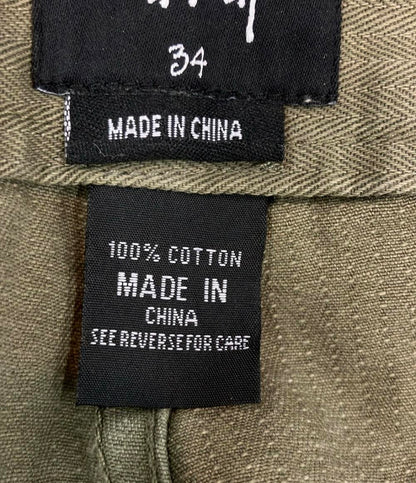 34
MADE IN CHINA
100% COTTON
MADE IN
CHINA
SEE REVERSE FOR CARE